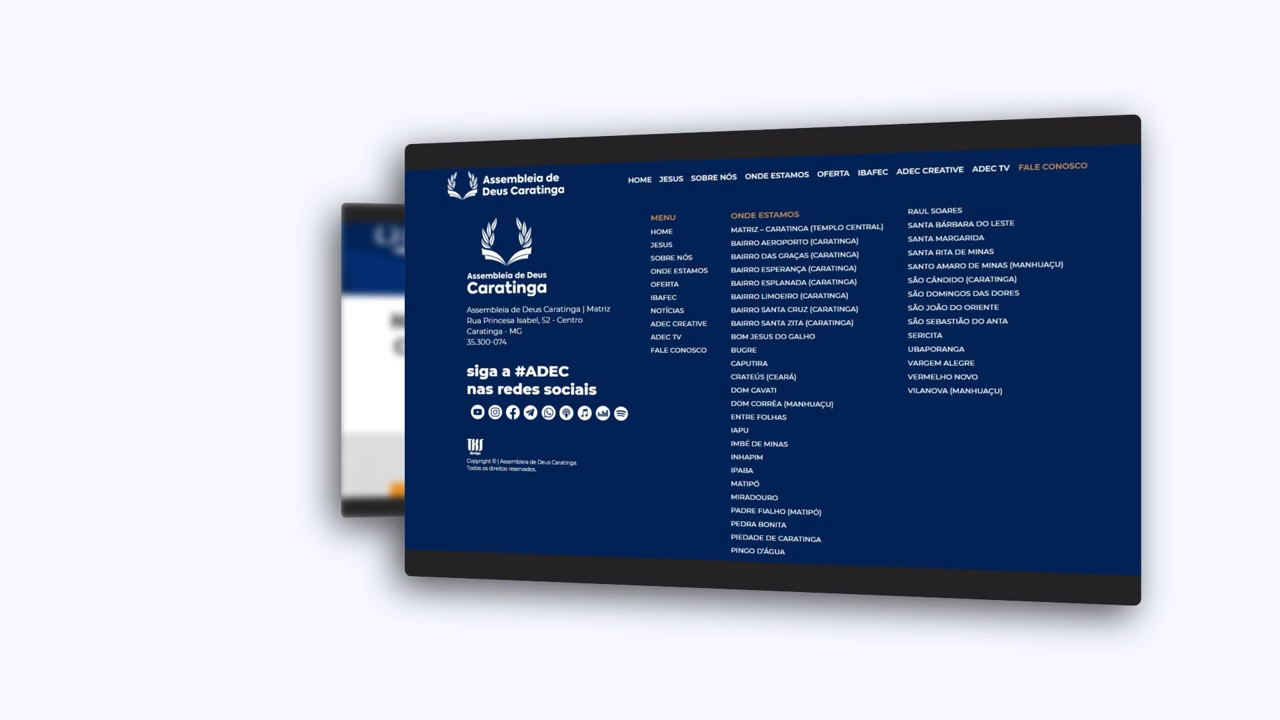 Assembleia de
Deus Caratinga
HOME JESUS SOBRE NÓS ONDE ESTAMOS OFERTA IBAFEC ADEC CREATIVE ADEC TV FALE CONOSCO
Assembleia de Deus
Caratinga
Assembleia de Deus Caratinga | Matriz
Rua Princesa Isabel, 52 - Centro
Caratinga - MG
35.300-074
siga a #ADEC
nas redes sociais
TKS
design
Copyright © | Assembleia de Deus Caratinga.
Todos os direitos reservados.
MENU
HOME
JESUS
SOBRE NÓS
ONDE ESTAMOS
OFERTA
IBAFEC
NOTÍCIAS
ADEC CREATIVE
ADEC TV
FALE CONOSCO
ONDE ESTAMOS
MATRIZ – CARATINGA (TEMPLO CENTRAL)
BAIRRO AEROPORTO (CARATINGA)
BAIRRO DAS GRAÇAS (CARATINGA)
BAIRRO ESPERANÇA (CARATINGA)
BAIRRO ESPLANADA (CARATINGA)
BAIRRO LIMOEIRO (CARATINGA)
BAIRRO SANTA CRUZ (CARATINGA)
BAIRRO SANTA ZITA (CARATINGA)
BOM JESUS DO GALHO
BUGRE
CAPUTIRA
CRATEÚS (CEARÁ)
DOM CAVATI
DOM CORRÊA (MANHUAÇU)
ENTRE FOLHAS
IAPU
IMBÉ DE MINAS
INHAPIM
IPABA
MATIPÓ
MIRADOURO
PADRE FIALHO (MATIPÓ)
PEDRA BONITA
PIEDADE DE CARATINGA
PINGO D'ÁGUA
RAUL SOARES
SANTA BÁRBARA DO LESTE
SANTA MARGARIDA
SANTA RITA DE MINAS
SANTO AMARO DE MINAS (MANHUAÇU)
SÃO CÂNDIDO (CARATINGA)
SÃO DOMINGOS DAS DORES
SÃO JOÃO DO ORIENTE
SÃO SEBASTIÃO DO ANTA
SERICITA
UBAPORANGA
VARGEM ALEGRE
VERMELHO NOVO
VILANOVA (MANHUAÇU)